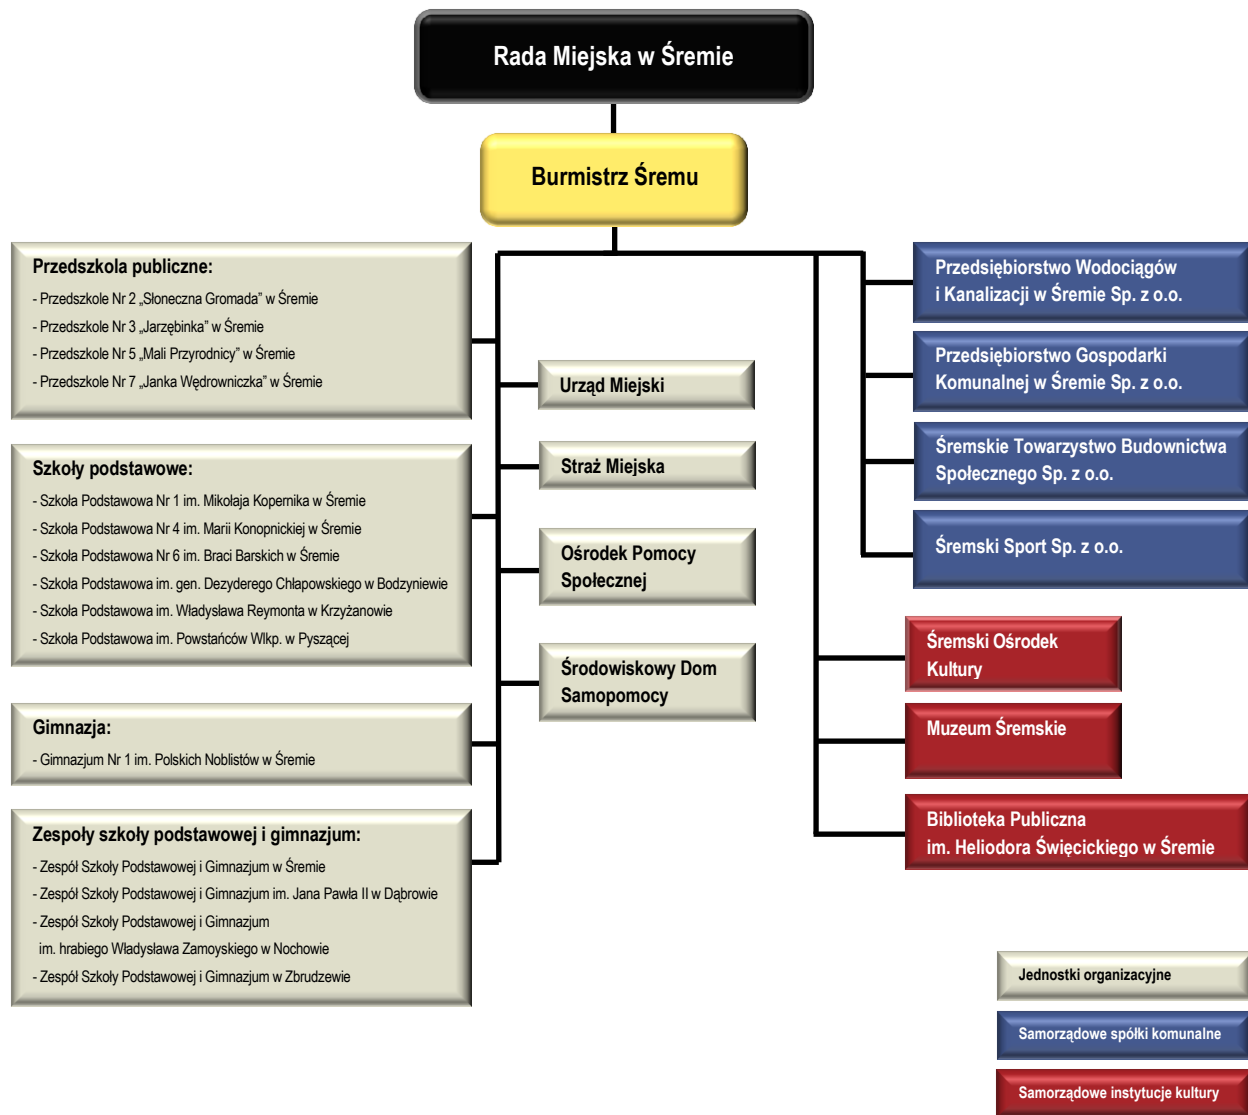 Rada Miejska w Śremie
Burmistrz Śremu
Przedszkola publiczne:
- Przedszkole Nr 2 „Słoneczna Gromada” w Śremie
- Przedszkole Nr 3 „Jarzębinka” w Śremie
- Przedszkole Nr 5 „Mali Przyrodnicy” w Śremie
- Przedszkole Nr 7 „Janka Wędrowniczka” w Śremie
Szkoły podstawowe:
- Szkoła Podstawowa Nr 1 im. Mikołaja Kopernika w Śremie
- Szkoła Podstawowa Nr 4 im. Marii Konopnickiej w Śremie
- Szkoła Podstawowa Nr 6 im. Braci Barskich w Śremie
- Szkoła Podstawowa im. gen. Dezyderego Chłapowskiego w Bodzyniewie
- Szkoła Podstawowa im. Władysława Reymonta w Krzyżanowie
- Szkoła Podstawowa im. Powstańców Wlkp. w Pyszącej
Gimnazja:
- Gimnazjum Nr 1 im. Polskich Noblistów w Śremie
Zespoły szkoły podstawowej i gimnazjum:
- Zespół Szkoły Podstawowej i Gimnazjum w Śremie
- Zespół Szkoły Podstawowej i Gimnazjum im. Jana Pawła II w Dąbrowie
- Zespół Szkoły Podstawowej i Gimnazjum
im. hrabiego Władysława Zamoyskiego w Nochowie
- Zespół Szkoły Podstawowej i Gimnazjum w Zbrudzewie
Urząd Miejski
Straż Miejska
Ośrodek Pomocy
Społecznej
Środowiskowy Dom
Samopomocy
Przedsiębiorstwo Wodociągów
i Kanalizacji w Śremie Sp. z o.o.
Przedsiębiorstwo Gospodarki
Komunalnej w Śremie Sp. z o.o.
Śremskie Towarzystwo Budownictwa
Społecznego Sp. z o.o.
Śremski Sport Sp. z o.o.
Śremski Ośrodek
Kultury
Muzeum Śremskie
Biblioteka Publiczna
im. Heliodora Święcickiego w Śremie
Jednostki organizacyjne
Samorządowe spółki komunalne
Samorządowe instytucje kultury